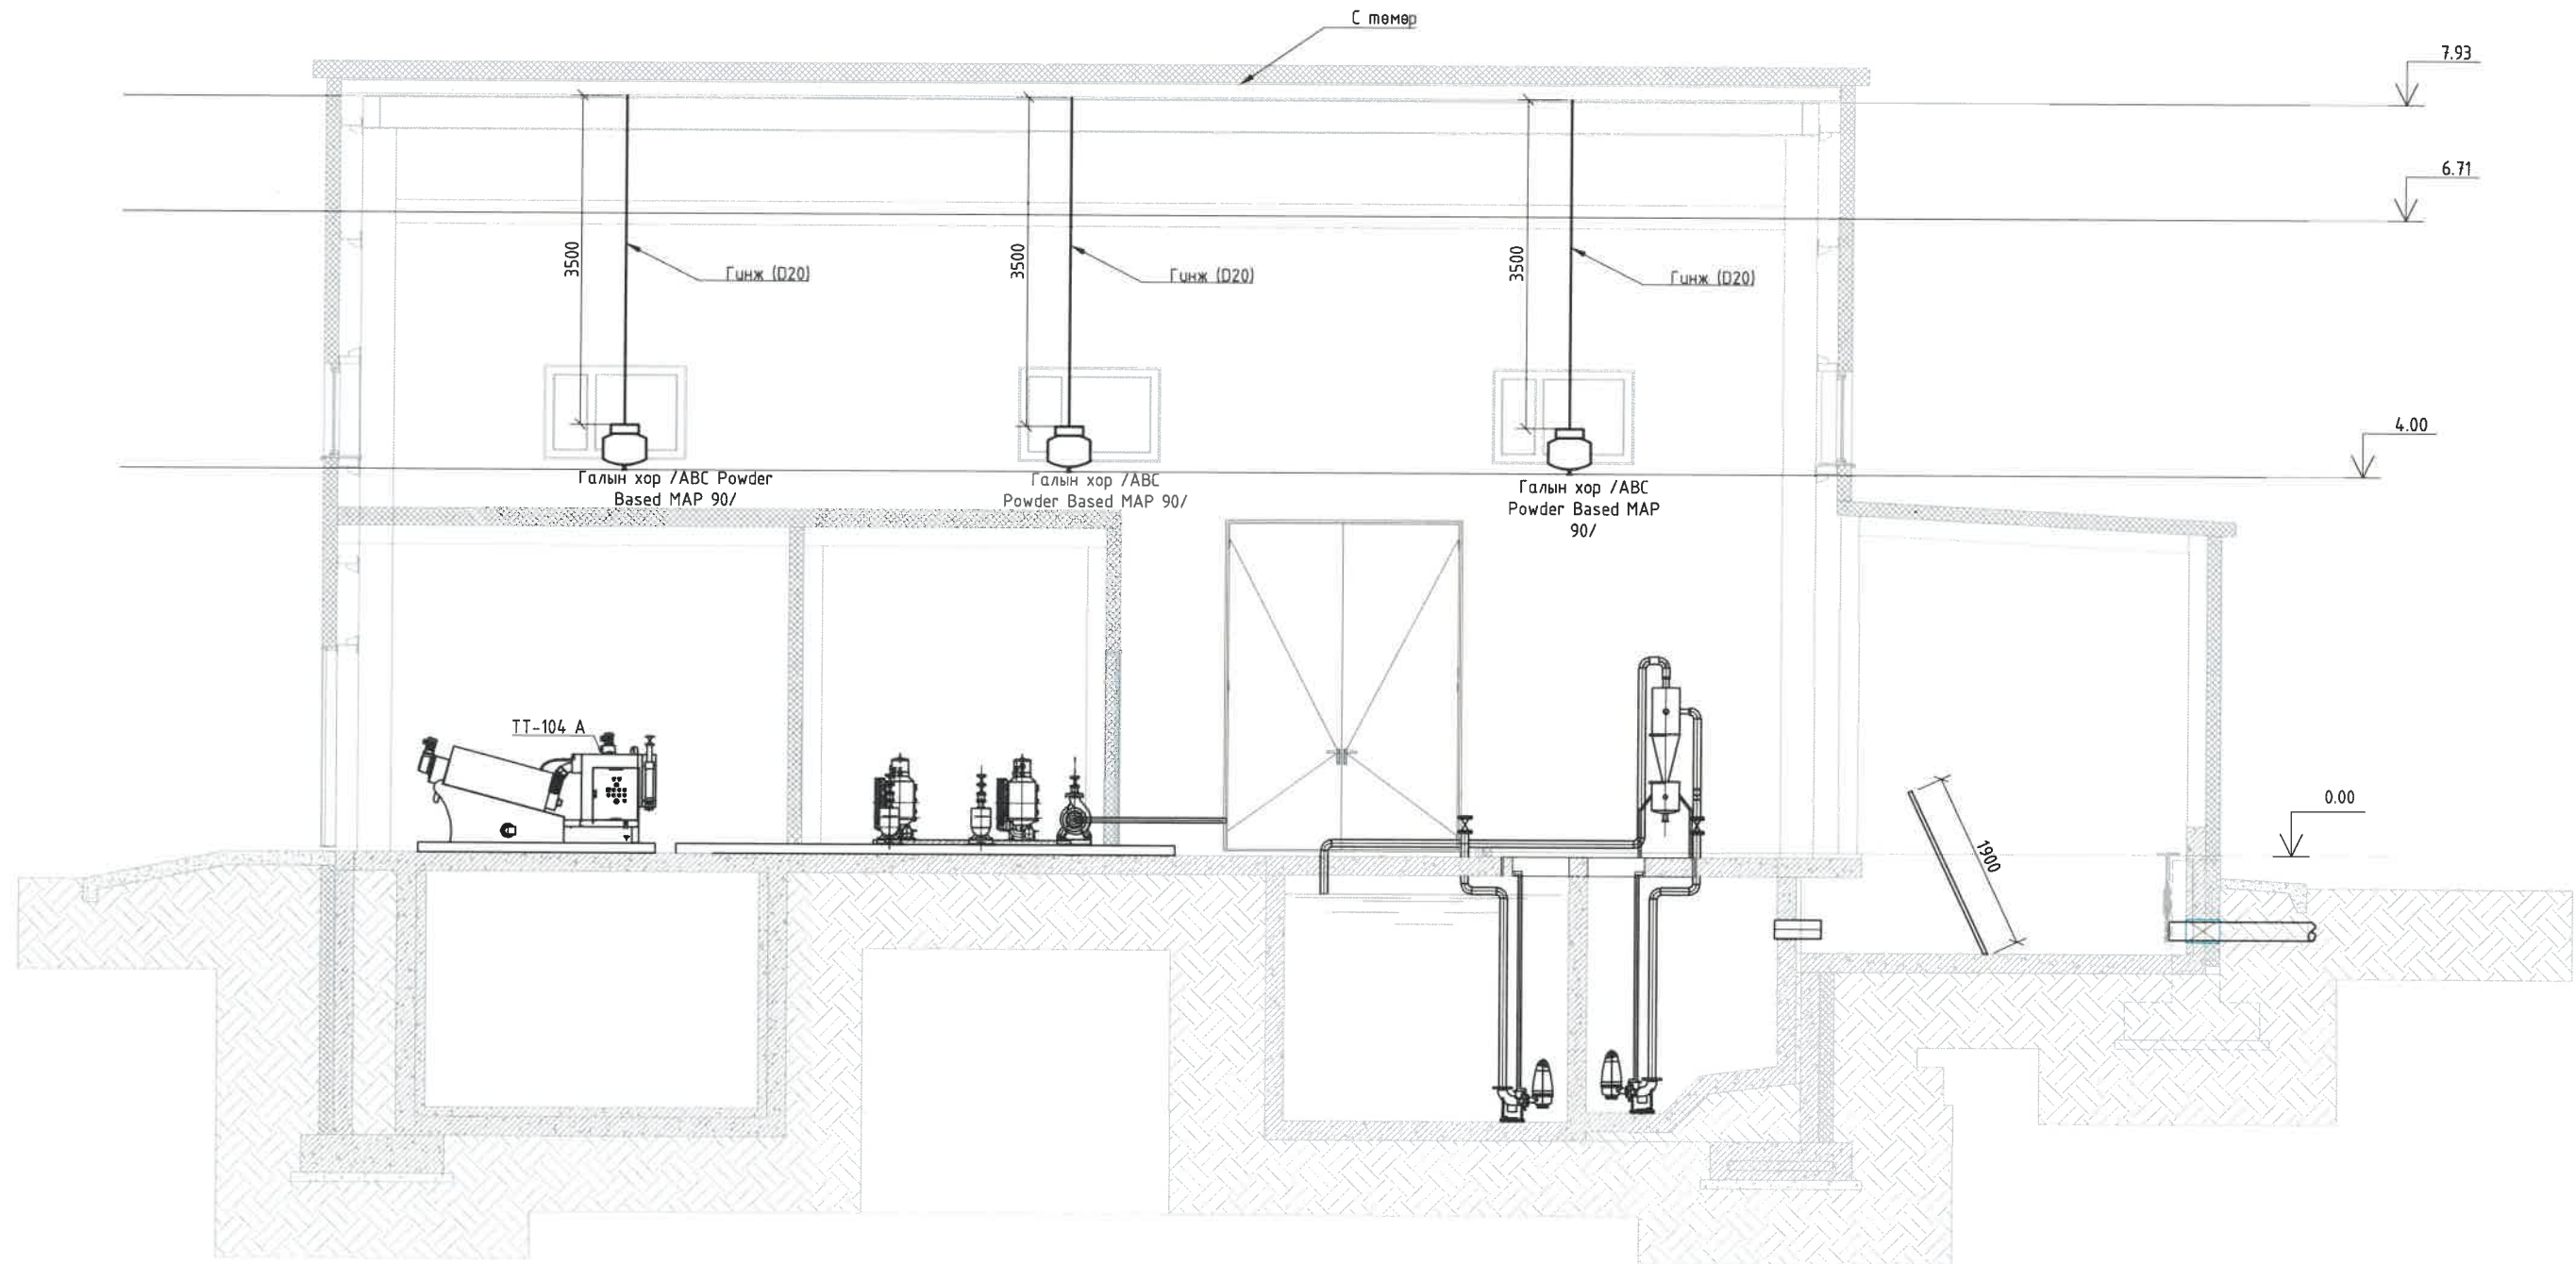 С төмөр
7.93
6.71
3500
Гинж (D20)
3500
Гинж (D20)
3500
Гинж (D20)
4.00
Галын хор /ABC Powder
Based MAP 90/
Галын хор /ABC
Powder Based MAP 90/
Галын хор /ABC
Powder Based MAP
90/
TT-104 A
0.00
1900